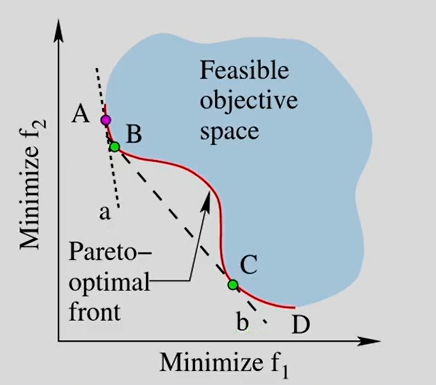 Minimize f₂
Feasible
objective
space
A
B
a
Pareto–
optimal
front
C
b
D
Minimize f₁